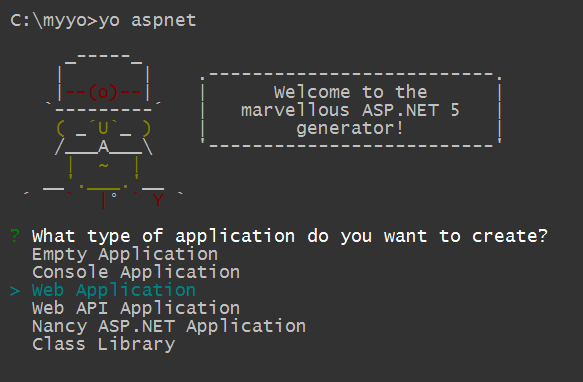 C:\myyo>yo aspnet
Welcome to the
marvellous ASP.NET 5
generator!
? What type of application do you want to create?
Empty Application
Console Application
> Web Application
Web API Application
Nancy ASP.NET Application
Class Library